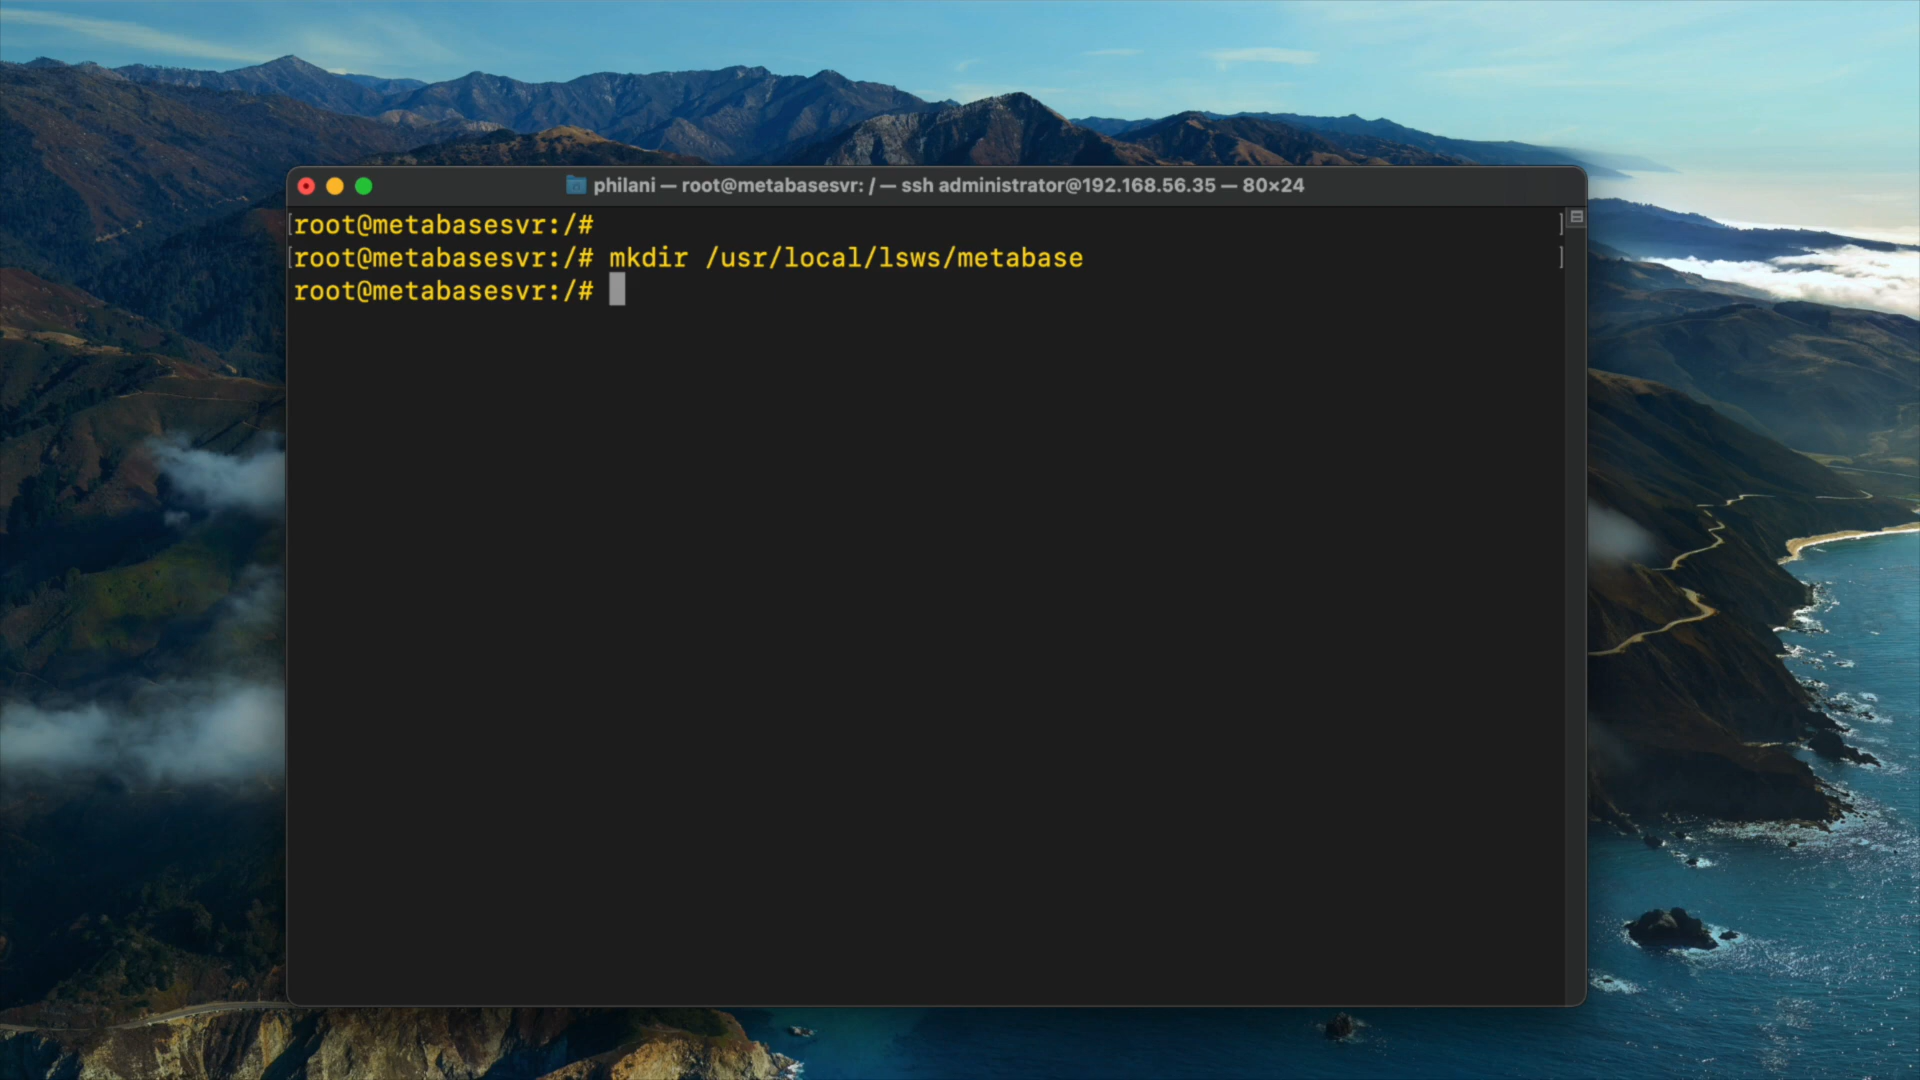 philani — root@metabasesvr: / — ssh administrator@192.168.56.35 — 80×24
[root@metabasesvr:/# ]
[root@metabasesvr:/# mkdir /usr/local/lsws/metabase ]
root@metabasesvr:/#